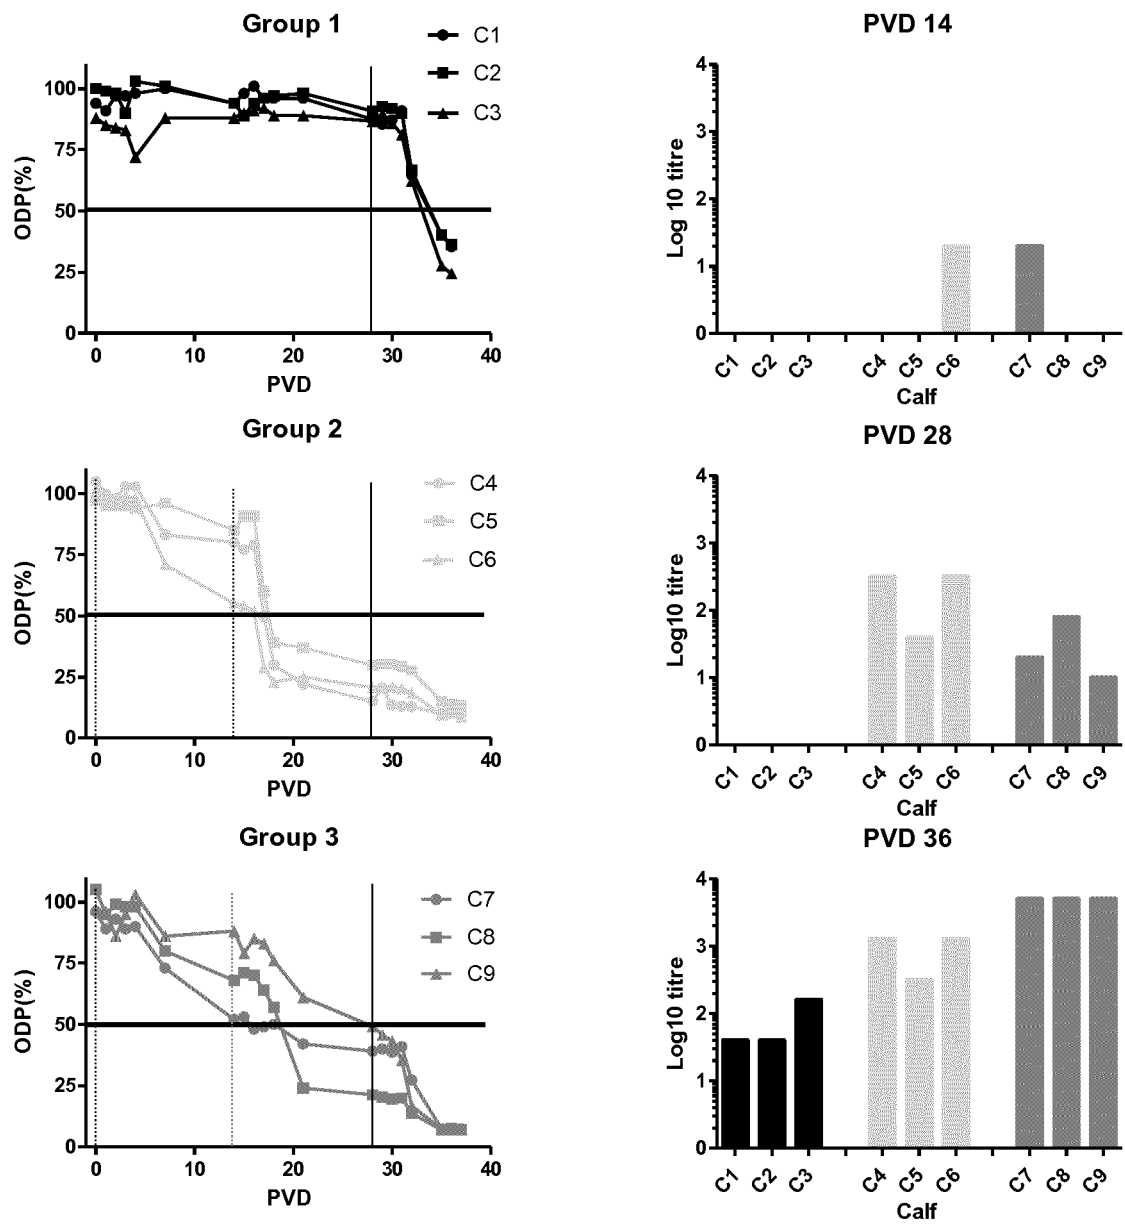 Group 1
C1
C2
C3
100
75
50
25
0
ODP(%)
0 10 20 30 40
PVD
PVD 14
4
3
2
1
0
Log 10 titre
C1 C2 C3 C4 C5 C6 C7 C8 C9
Calf
Group 2
C4
C5
C6
100
75
50
25
0
ODP(%)
0 10 20 30 40
PVD
PVD 28
4
3
2
1
0
Log10 titre
C1 C2 C3 C4 C5 C6 C7 C8 C9
Calf
Group 3
C7
C8
C9
100
75
50
25
0
ODP(%)
0 10 20 30 40
PVD
PVD 36
4
3
2
1
0
Log10 titre
C1 C2 C3 C4 C5 C6 C7 C8 C9
Calf